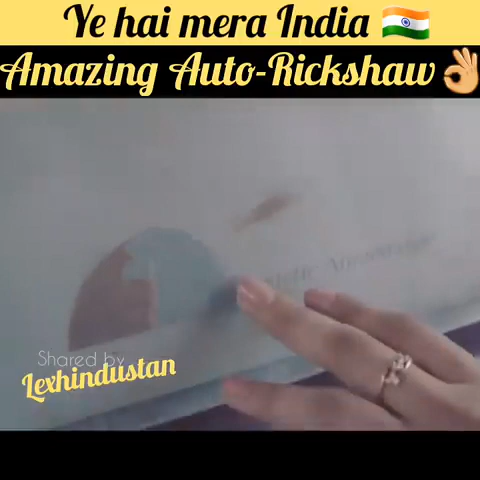 Ye hai mera India 🇮🇳
Amazing Auto-Rickshaw👌
Shared by
Lexhindustan